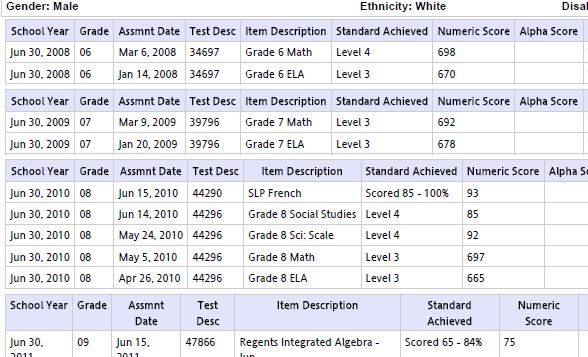 Gender: Male Ethnicity: White
School Year Grade Assmnt Date Test Desc Item Description Standard Achieved Numeric Score Alpha Score
Jun 30, 2008 06 Mar 6, 2008 34697 Grade 6 Math Level 4 698
Jun 30, 2008 06 Jan 14, 2008 34697 Grade 6 ELA Level 3 670
School Year Grade Assmnt Date Test Desc Item Description Standard Achieved Numeric Score Alpha Score
Jun 30, 2009 07 Mar 9, 2009 39796 Grade 7 Math Level 3 692
Jun 30, 2009 07 Jan 20, 2009 39796 Grade 7 ELA Level 3 678
School Year Grade Assmnt Date Test Desc Item Description Standard Achieved Numeric Score Alpha
Jun 30, 2010 08 Jun 15, 2010 44290 SLP French Scored 85 - 100% 93
Jun 30, 2010 08 Jun 14, 2010 44296 Grade 8 Social Studies Level 4 85
Jun 30, 2010 08 May 24, 2010 44296 Grade 8 Sci: Scale Level 4 92
Jun 30, 2010 08 May 5, 2010 44296 Grade 8 Math Level 3 697
Jun 30, 2010 08 Apr 26, 2010 44296 Grade 8 ELA Level 3 665
School Year Grade Assmnt Test Item Description Standard Numeric
Date Desc Achieved Score
Jun 30, 09 Jun 15, 47866 Regents Integrated Algebra - Scored 65 - 84% 75